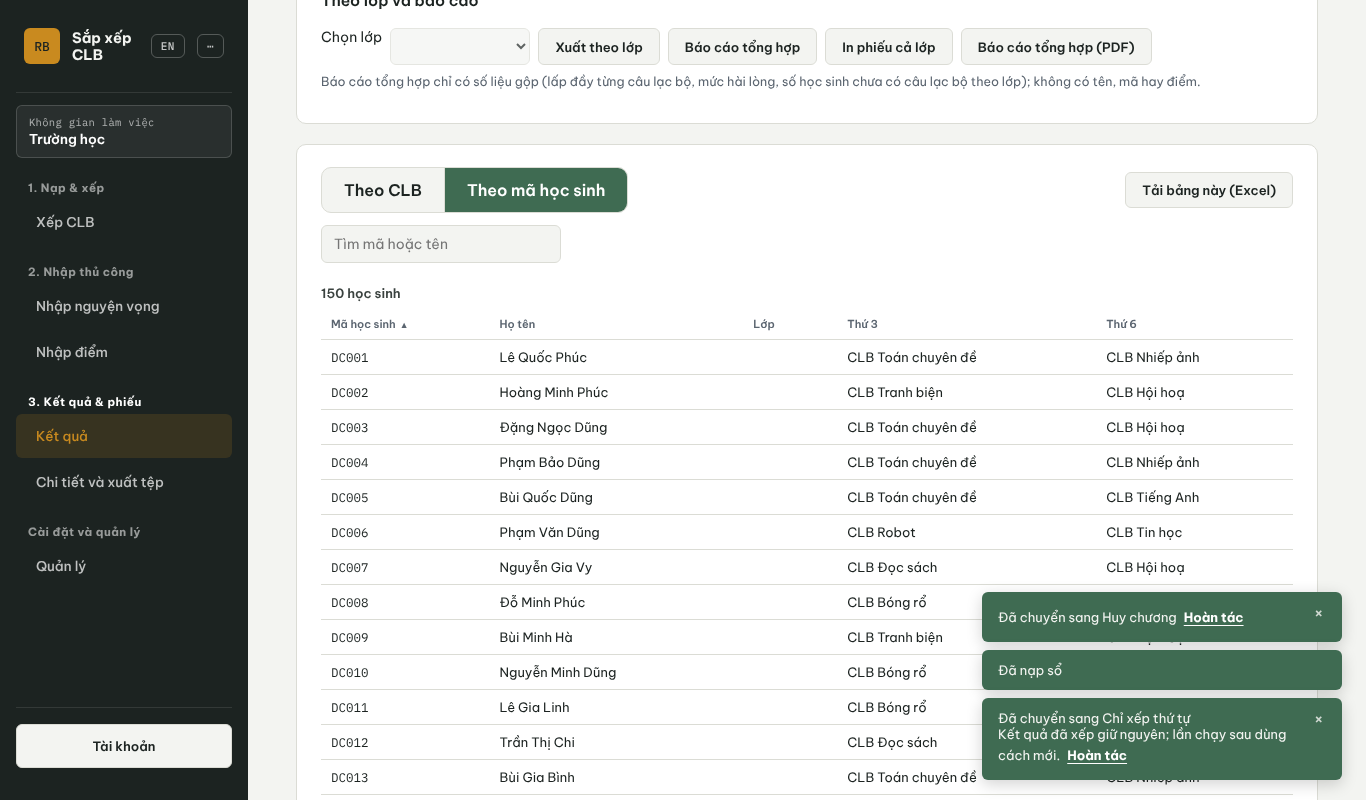 RB
Sắp xếp CLB
EN
…
Không gian làm việc
Trường học
1. Nạp & xếp
Xếp CLB
2. Nhập thủ công
Nhập nguyện vọng
Nhập điểm
3. Kết quả & phiếu
Kết quả
Chi tiết và xuất tệp
Cài đặt và quản lý
Quản lý
Tài khoản
Theo lớp và báo cáo
Chọn lớp
Xuất theo lớp
Báo cáo tổng hợp
In phiếu cả lớp
Báo cáo tổng hợp (PDF)
Báo cáo tổng hợp chỉ có số liệu gộp (lấp đầy từng câu lạc bộ, mức hài lòng, số học sinh chưa có câu lạc bộ theo lớp); không có tên, mã hay điểm.
Theo CLB
Theo mã học sinh
Tải bảng này (Excel)
Tìm mã hoặc tên
150 học sinh
Mã học sinh ▲ Họ tên Lớp Thứ 3 Thứ 6
DC001 Lê Quốc Phúc CLB Toán chuyên đề CLB Nhiếp ảnh
DC002 Hoàng Minh Phúc CLB Tranh biện CLB Hội hoạ
DC003 Đặng Ngọc Dũng CLB Toán chuyên đề CLB Hội hoạ
DC004 Phạm Bảo Dũng CLB Toán chuyên đề CLB Nhiếp ảnh
DC005 Bùi Quốc Dũng CLB Toán chuyên đề CLB Tiếng Anh
DC006 Phạm Văn Dũng CLB Robot CLB Tin học
DC007 Nguyễn Gia Vy CLB Đọc sách CLB Hội hoạ
DC008 Đỗ Minh Phúc CLB Bóng rổ
DC009 Bùi Minh Hà CLB Tranh biện
DC010 Nguyễn Minh Dũng CLB Bóng rổ
DC011 Lê Gia Linh CLB Bóng rổ
DC012 Trần Thị Chi CLB Đọc sách
DC013 Bùi Gia Bình CLB Toán chuyên đề CLB Nhiếp ảnh
Đã chuyển sang Huy chương Hoàn tác ×
Đã nạp sổ
Đã chuyển sang Chỉ xếp thứ tự ×
Kết quả đã xếp giữ nguyên; lần chạy sau dùng
cách mới. Hoàn tác